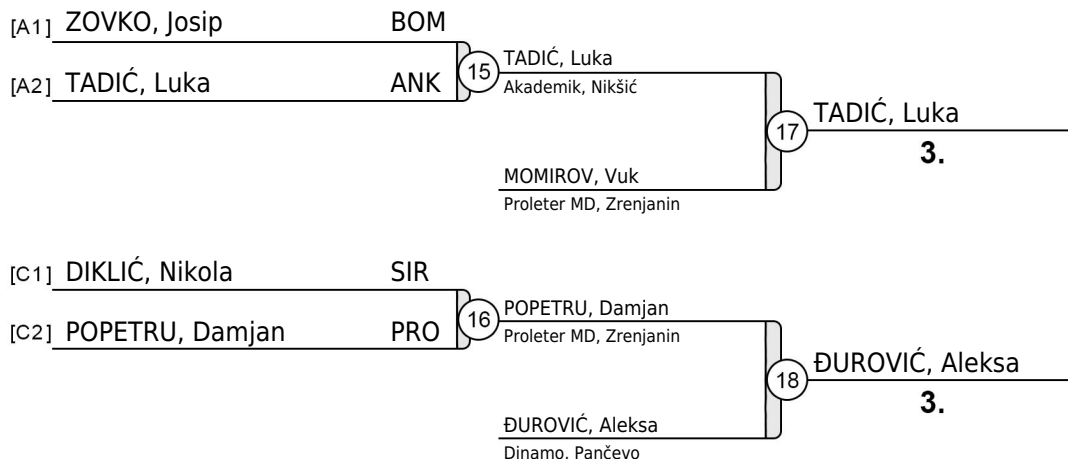 [A1] ZOVKO, Josip BOM
[A2] TADIĆ, Luka ANK
15
TADIĆ, Luka
Akademik, Nikšić
MOMIROV, Vuk
Proleter MD, Zrenjanin
17
TADIĆ, Luka
3.
[C1] DIKLIĆ, Nikola SIR
[C2] POPETRU, Damjan PRO
16
POPETRU, Damjan
Proleter MD, Zrenjanin
ĐUROVIĆ, Aleksa
Dinamo, Pančevo
18
ĐUROVIĆ, Aleksa
3.